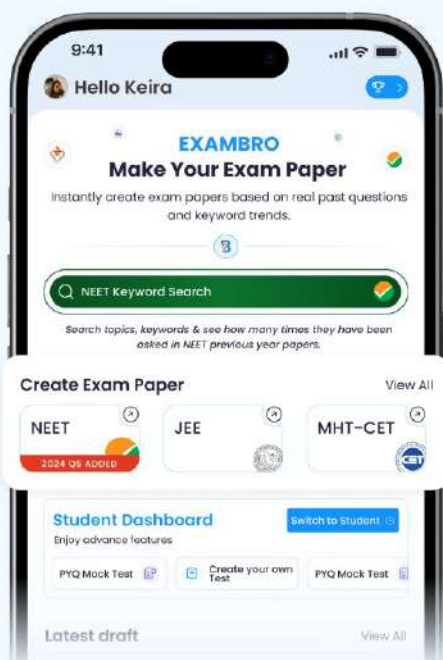 9:41
Hello Keira
EXAMBRO
Make Your Exam Paper
Instantly create exam papers based on real past questions
and keyword trends.
NEET Keyword Search
Search topics, keywords & see how many times they have been
asked in NEET previous year papers.
Create Exam Paper
View All
NEET
JEE
MHT-CET
2024 QS ADDED
CET
Student Dashboard
Switch to Student
Enjoy advance features
PYQ Mock Test
Create your own
Test
PYQ Mock Test
Latest draft
View All